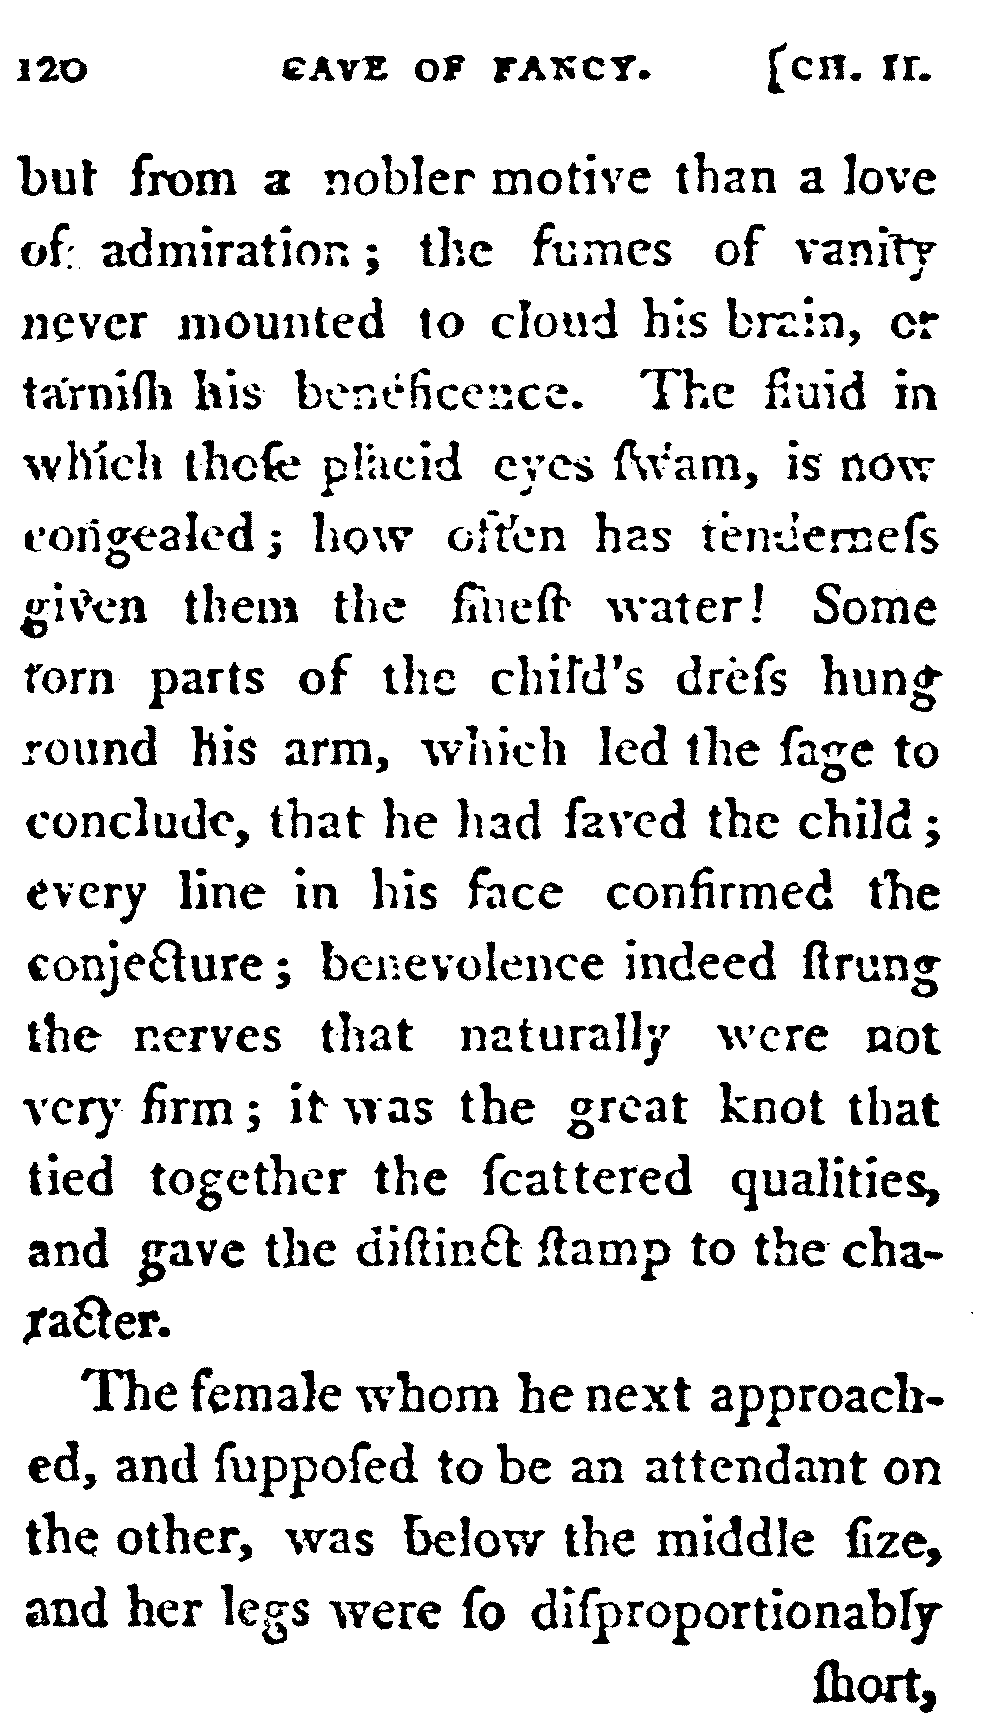 120 CAVE OF FANCY. [CH. II.
but from a nobler motive than a love
of admiration; the fumes of vanity
never mounted to cloud his brain, or
tarniſh his beneficence. The fluid in
which thoſe placid eyes ſwam, is now
congealed; how often has tenderneſs
given them the fineſt water! Some
torn parts of the child's dreſs hung
round his arm, which led the ſage to
conclude, that he had ſaved the child;
every line in his face confirmed the
conjecture; benevolence indeed ſtrung
the nerves that naturally were not
very firm; it was the great knot that
tied together the ſcattered qualities,
and gave the diſtinct ſtamp to the cha-
racter.
The female whom he next approach-
ed, and ſuppoſed to be an attendant on
the other, was below the middle ſize,
and her legs were ſo diſproportionably
ſhort,